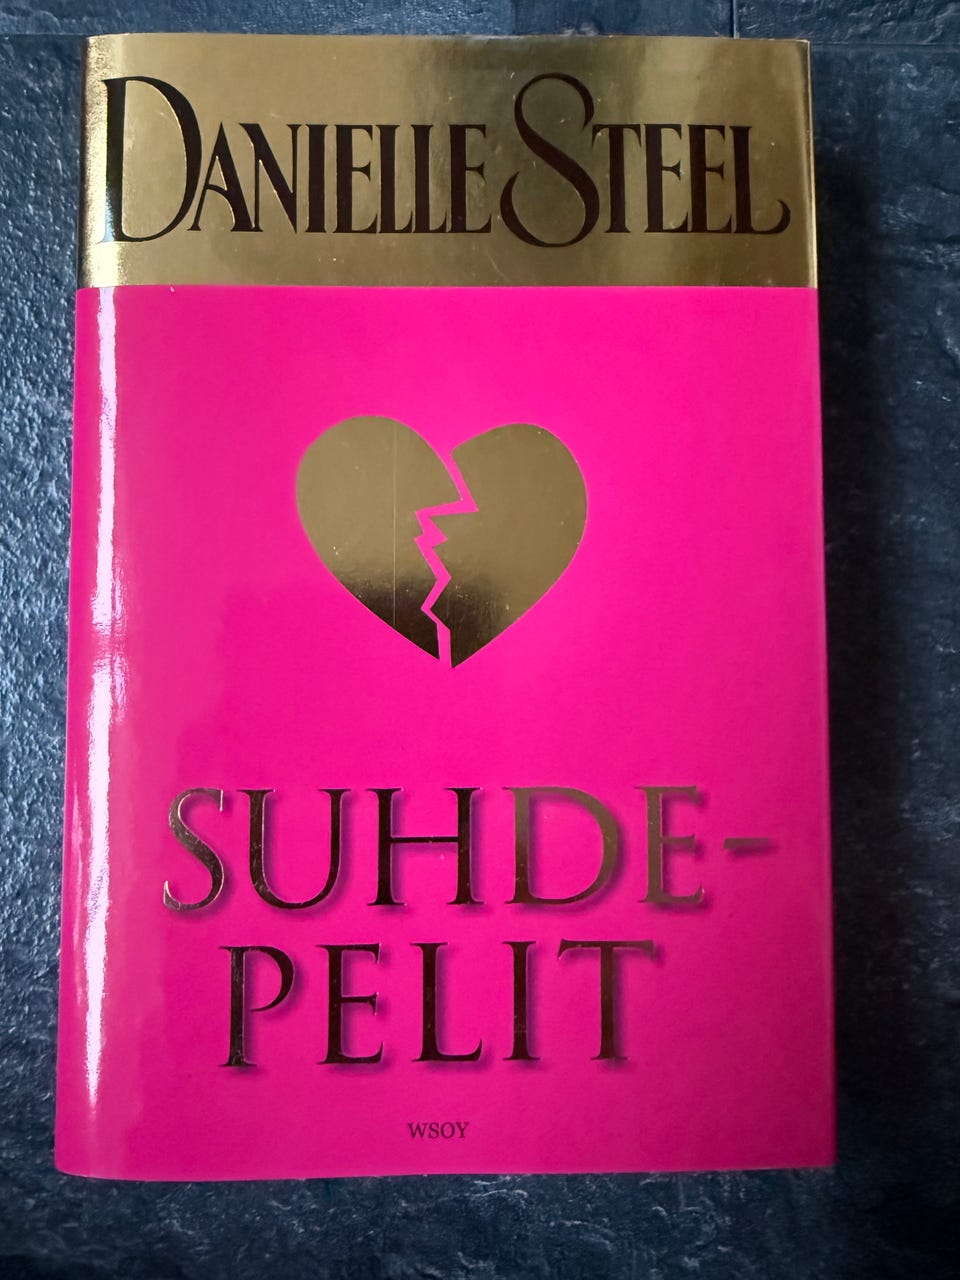 DANIELLE STEEL
SUHDE-
PELIT
WSOY